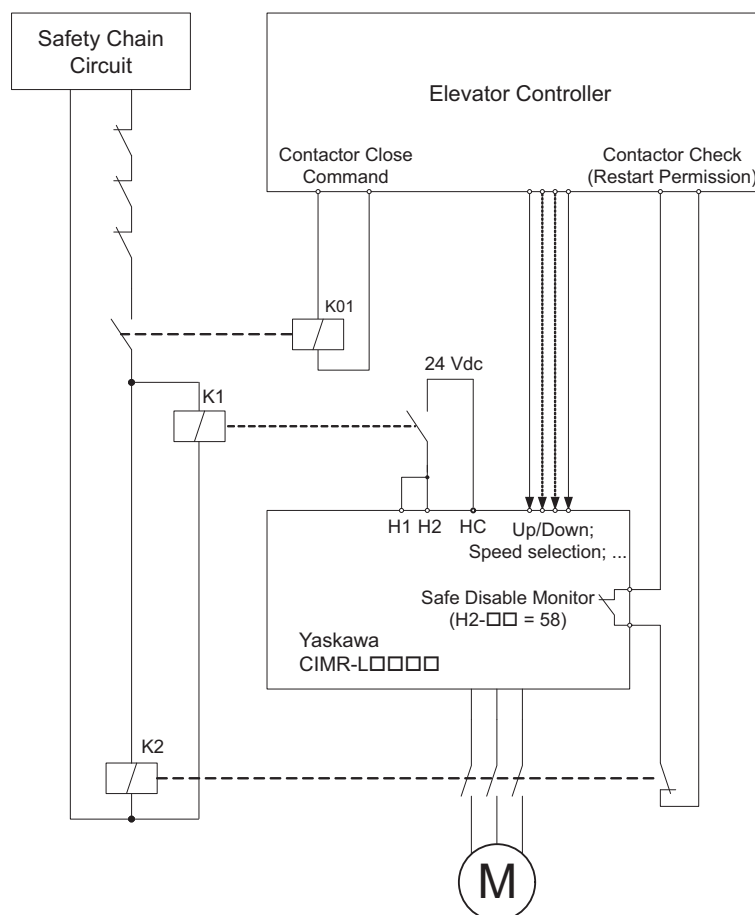 Safety Chain
Circuit
Elevator Controller
Contactor Close
Command
Contactor Check
(Restart Permission)
K01
24 Vdc
K1
H1 H2 HC
Up/Down;
Speed selection; ...
Safe Disable Monitor
(H2-□□ = 58)
Yaskawa
CIMR-L□□□□
K2
M